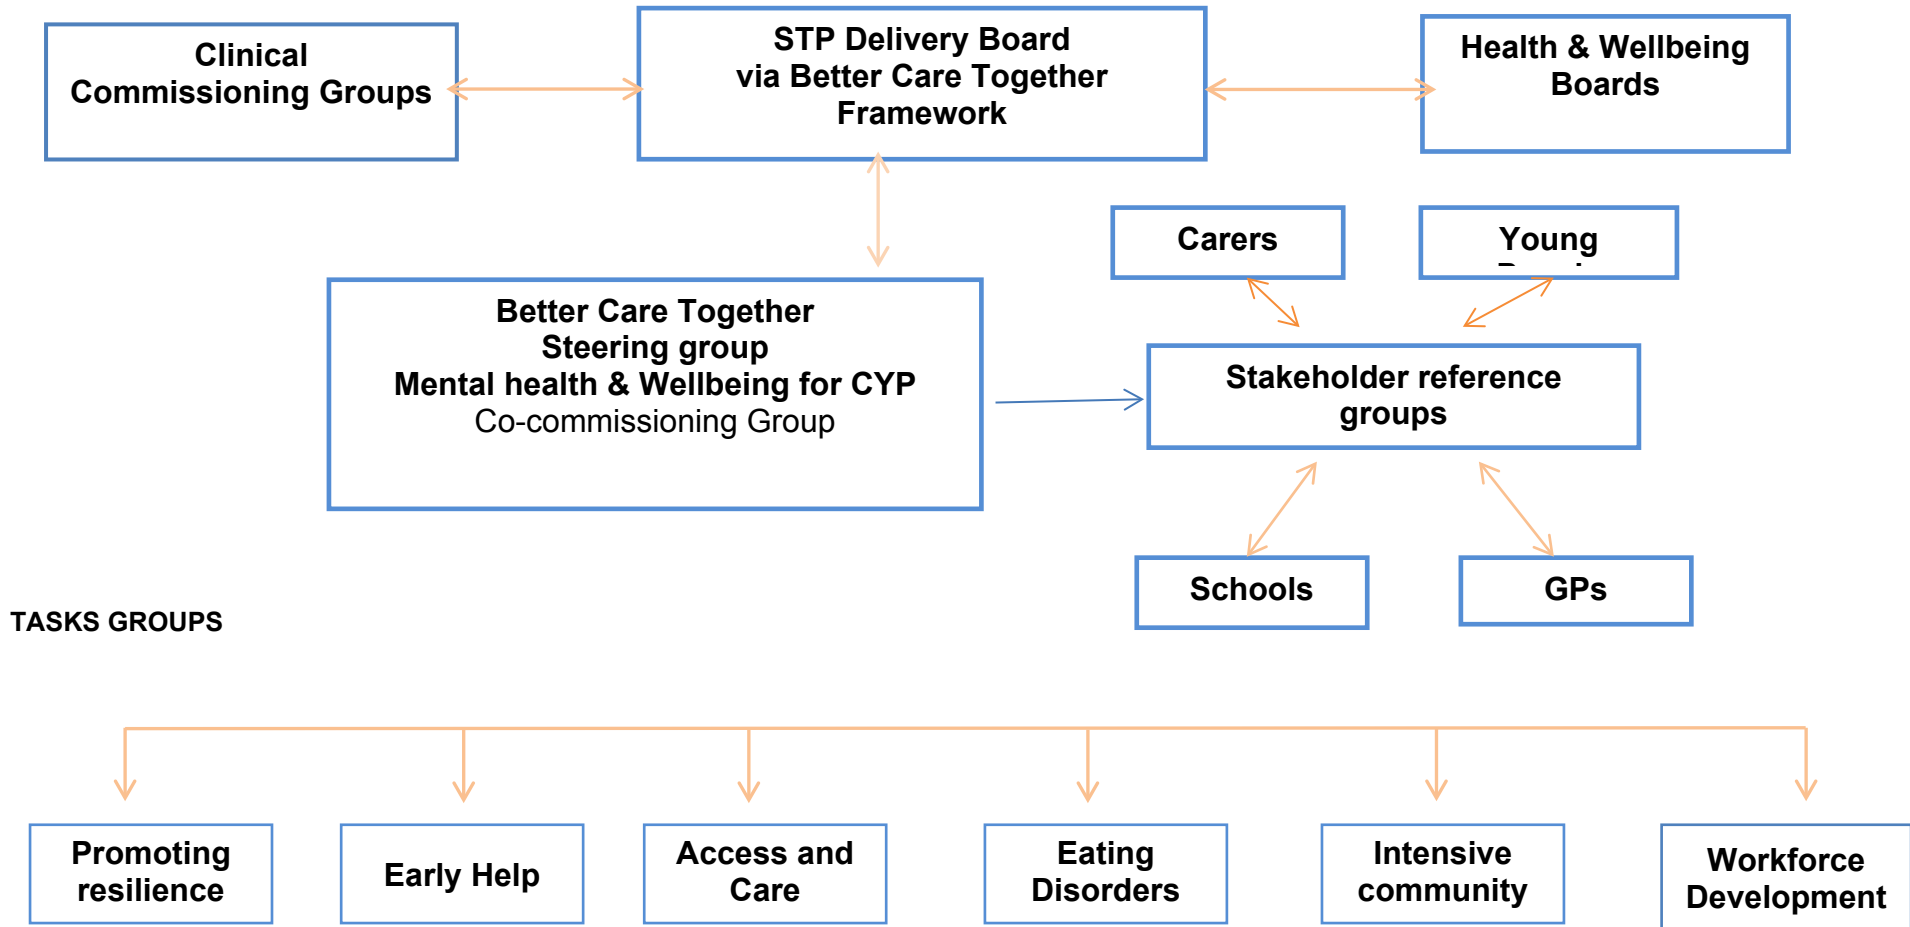 Clinical
Commissioning Groups
STP Delivery Board
via Better Care Together
Framework
Health & Wellbeing
Boards
Carers
Young
Better Care Together
Steering group
Mental health & Wellbeing for CYP
Co-commissioning Group
Stakeholder reference
groups
Schools
GPs
TASKS GROUPS
Promoting
resilience
Early Help
Access and
Care
Eating
Disorders
Intensive
community
Workforce
Development